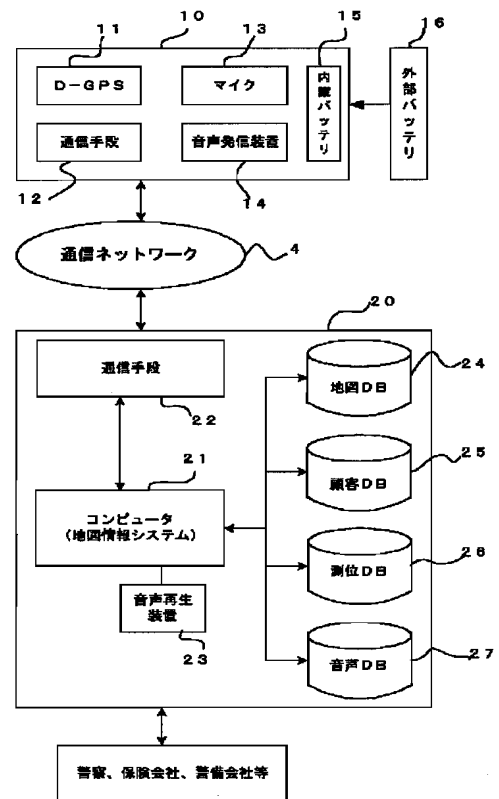 11
10
13
15
16
D-GPS
マイク
内蔵バッテリ
外部バッテリ
通信手段
音声発信装置
12
14
通信ネットワーク
4
20
通信手段
22
地図DB
24
21
顧客DB
25
コンピュータ
(地図情報システム)
測位DB
26
音声再生
装置
23
音声DB
27
警察、保険会社、警備会社等